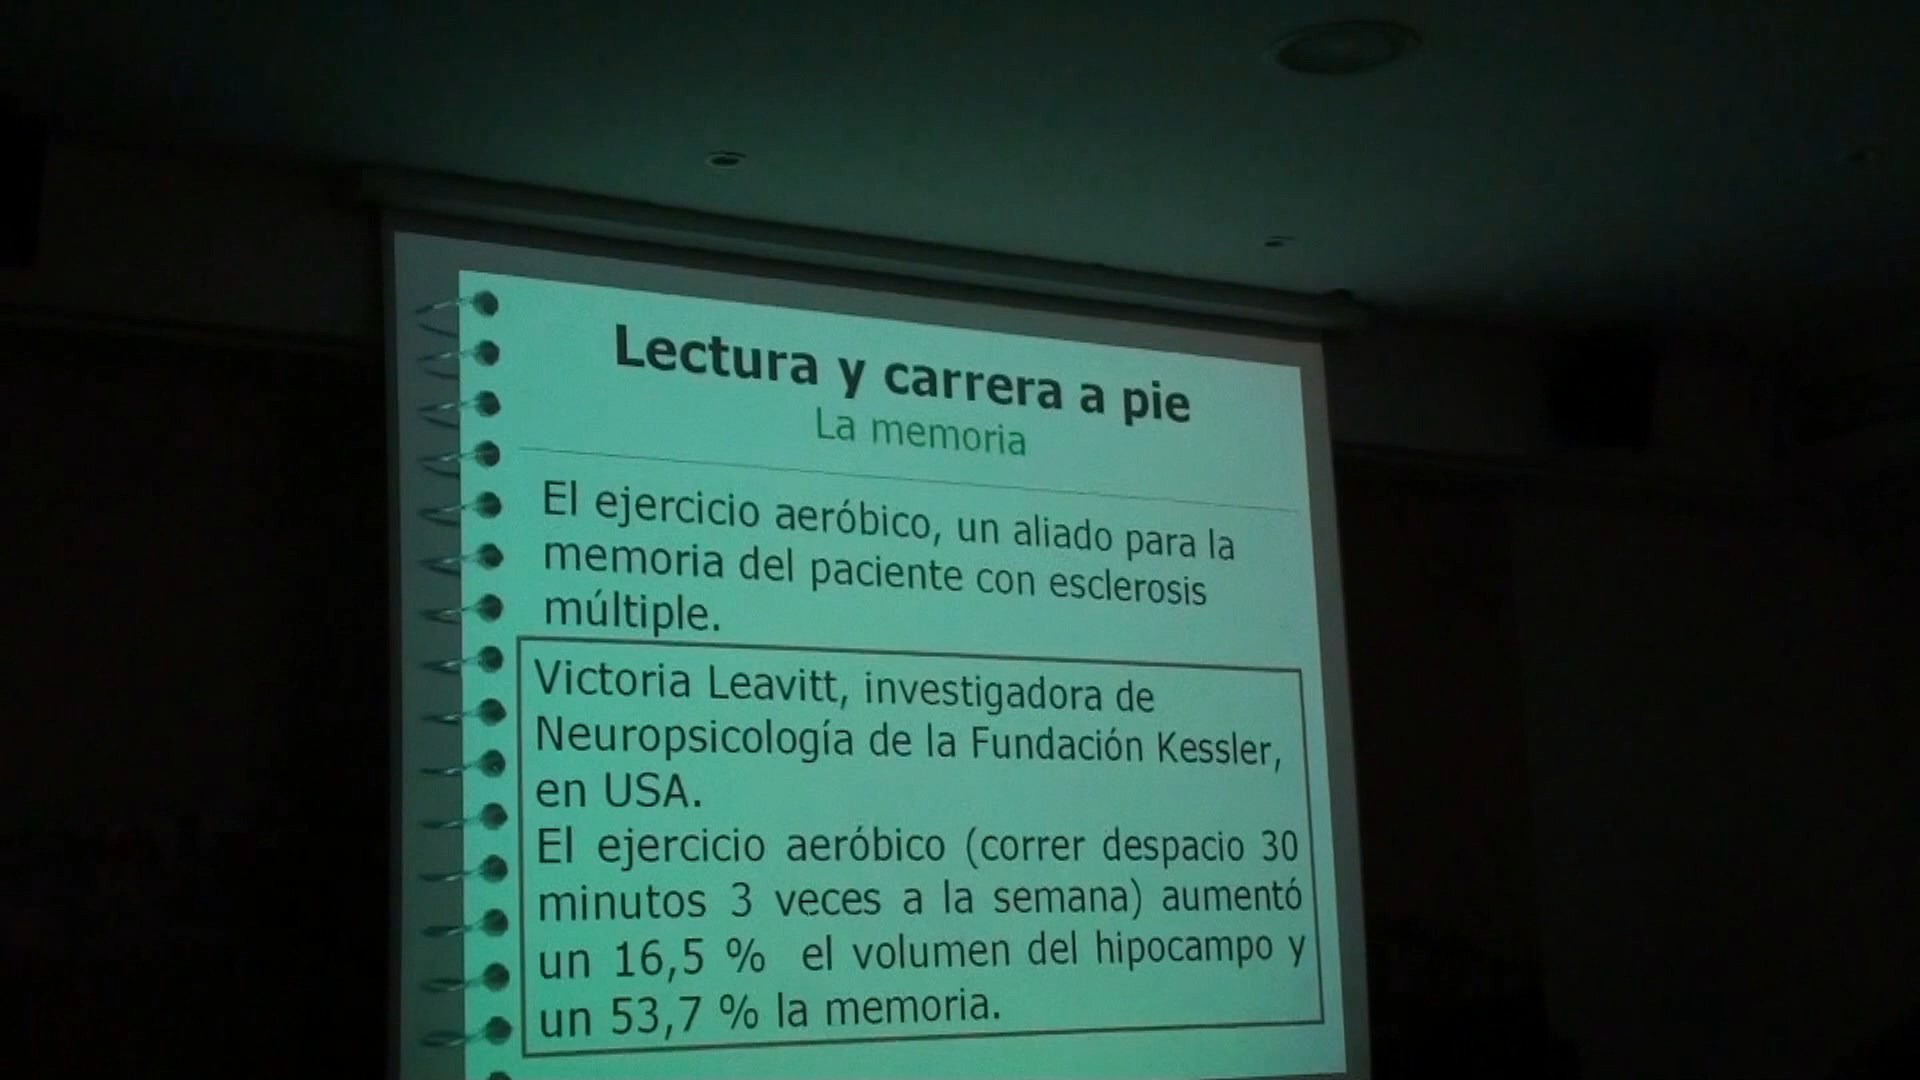 Lectura y carrera a pie
La memoria
El ejercicio aeróbico, un aliado para la
memoria del paciente con esclerosis
múltiple.
Victoria Leavitt, investigadora de
Neuropsicología de la Fundación Kessler,
en USA.
El ejercicio aeróbico (correr despacio 30
minutos 3 veces a la semana) aumentó
un 16,5 % el volumen del hipocampo y
un 53,7 % la memoria.